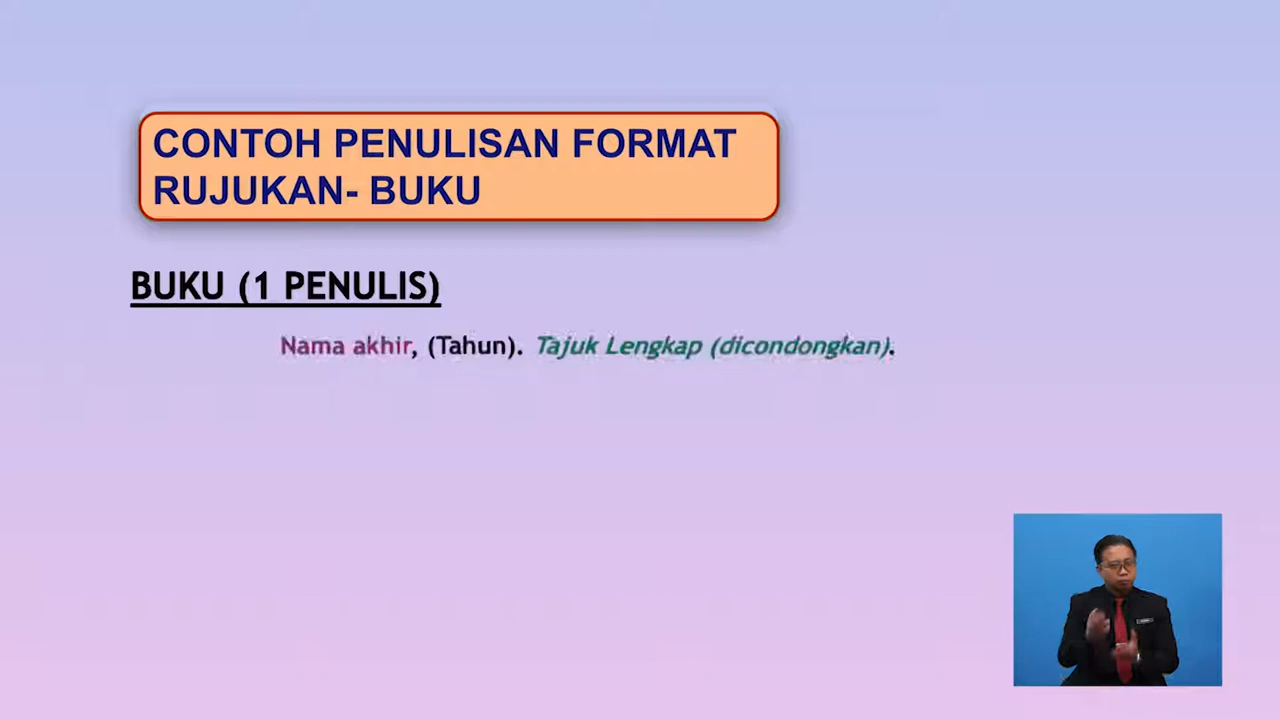 CONTOH PENULISAN FORMAT
RUJUKAN- BUKU
BUKU (1 PENULIS)
Nama akhir, (Tahun). Tajuk Lengkap (dicondongkan).